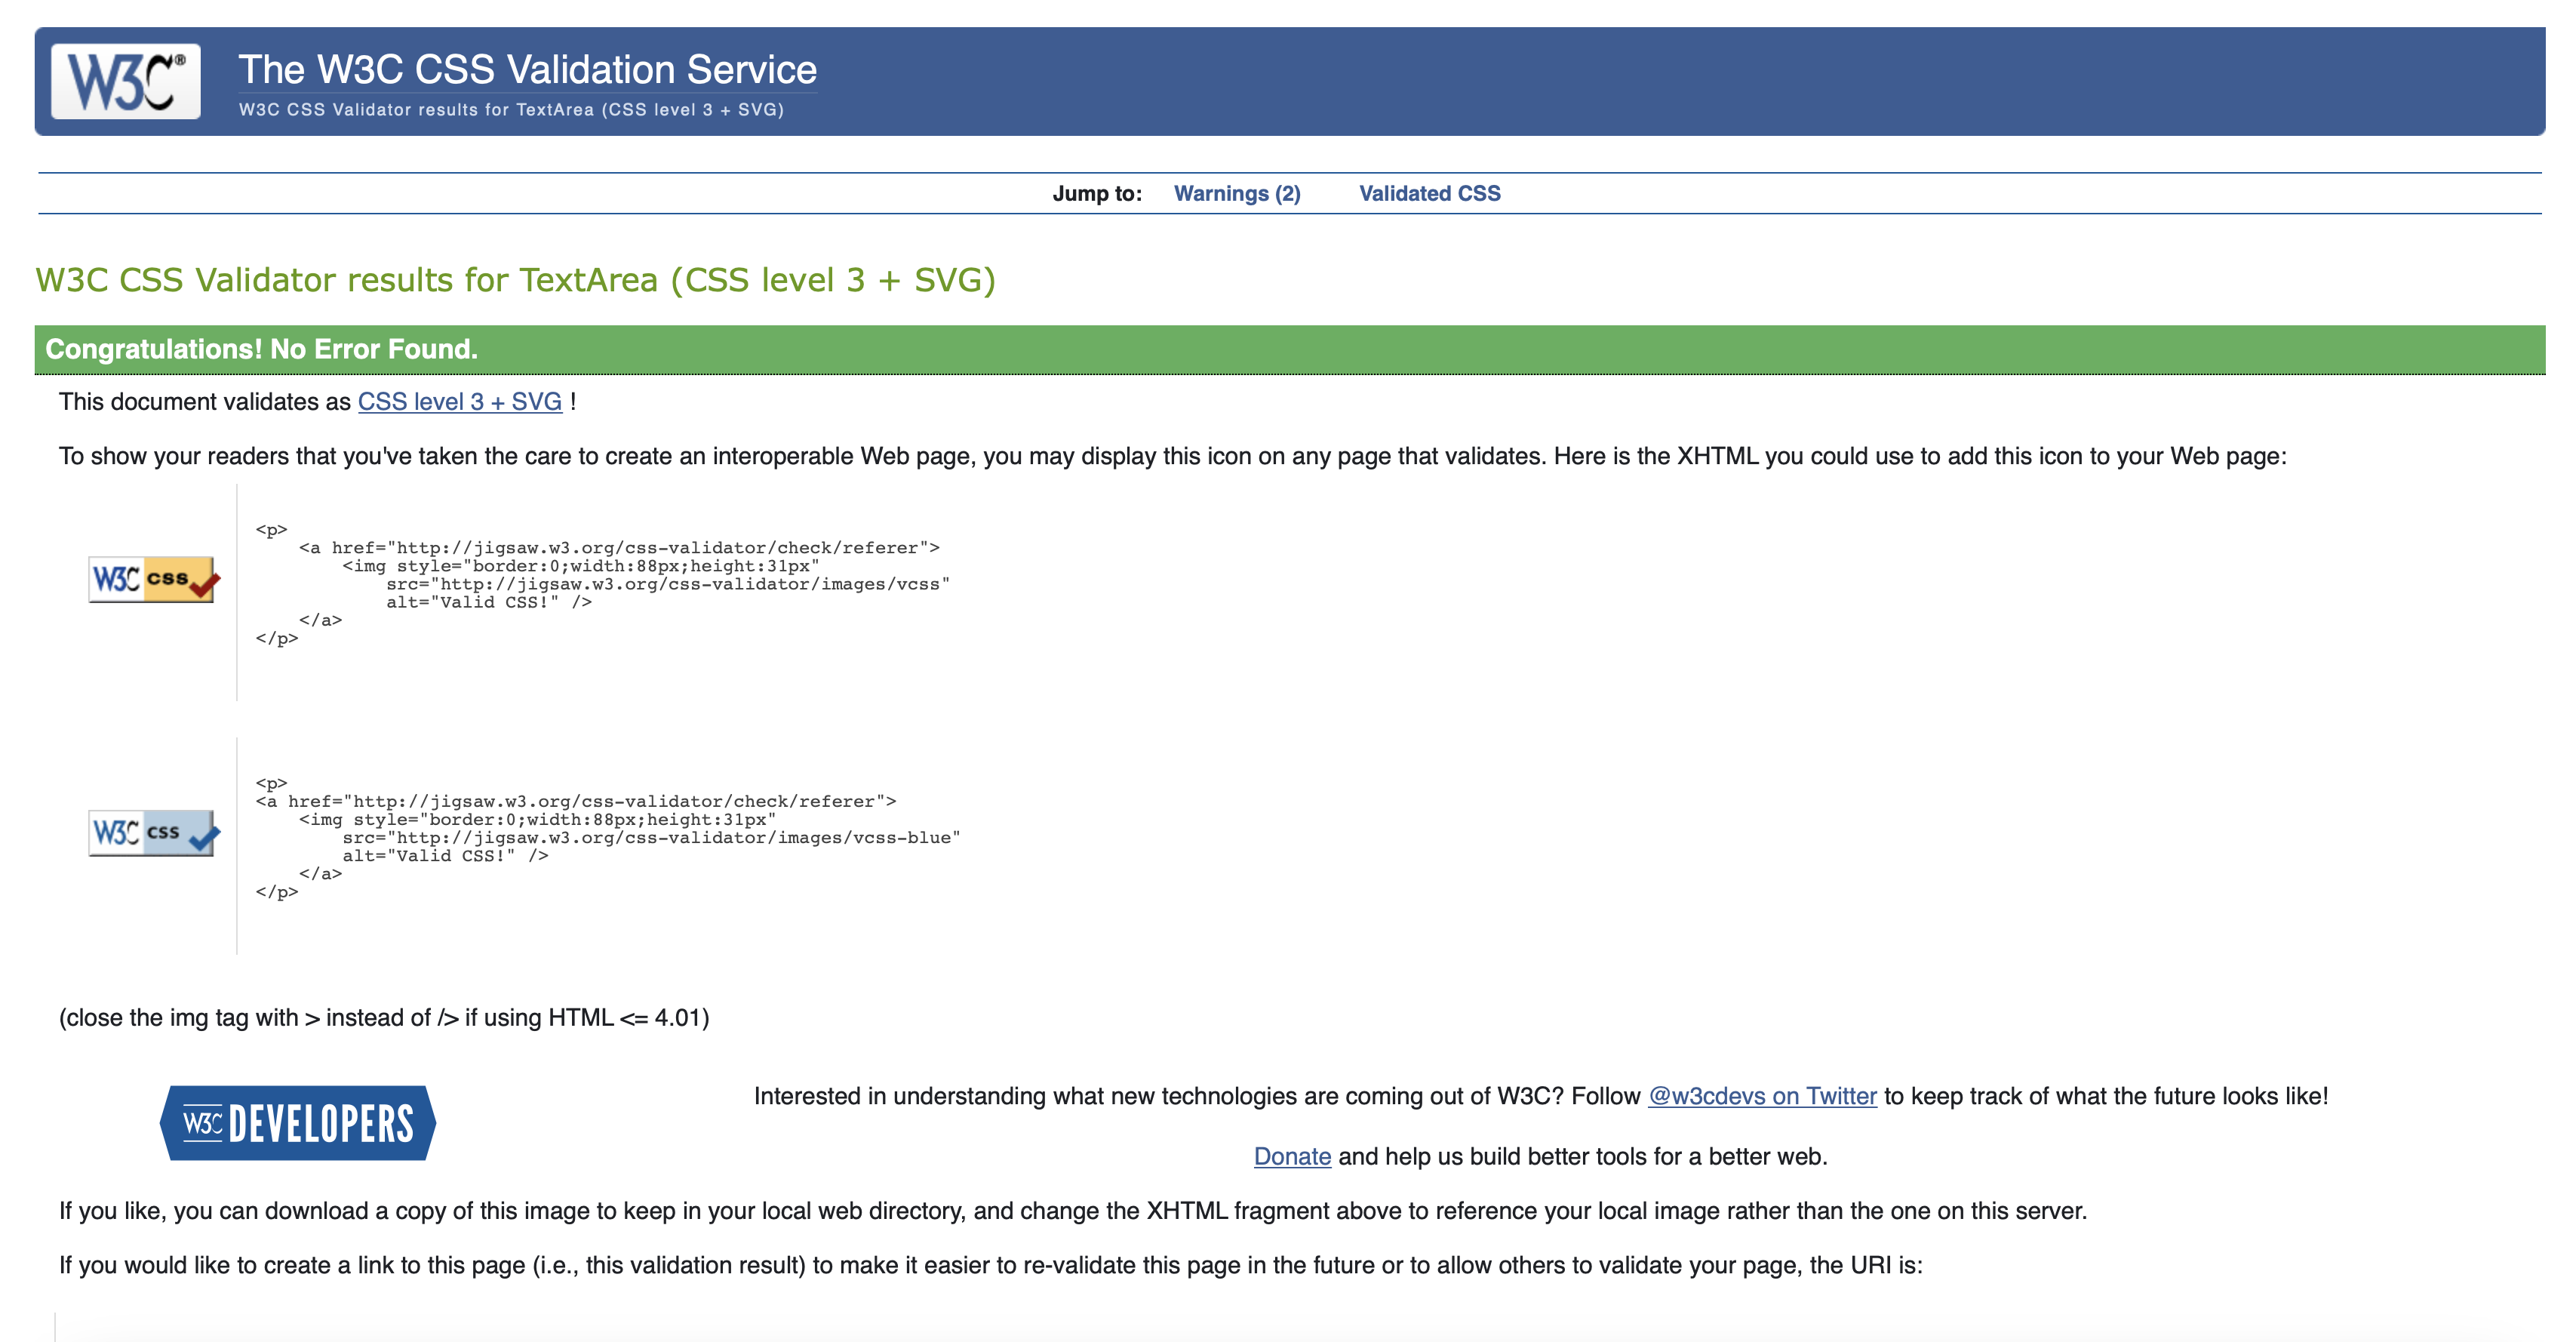 W3C®
The W3C CSS Validation Service
W3C CSS Validator results for TextArea (CSS level 3 + SVG)
Jump to: Warnings (2) Validated CSS
W3C CSS Validator results for TextArea (CSS level 3 + SVG)
Congratulations! No Error Found.
This document validates as CSS level 3 + SVG !
To show your readers that you've taken the care to create an interoperable Web page, you may display this icon on any page that validates. Here is the XHTML you could use to add this icon to your Web page:
W3C css
<p>
<a href="http://jigsaw.w3.org/css-validator/check/referer">
<img style="border:0;width:88px;height:31px"
src="http://jigsaw.w3.org/css-validator/images/vcss"
alt="Valid CSS!" />
</a>
</p>
W3C css
<p>
<a href="http://jigsaw.w3.org/css-validator/check/referer">
<img style="border:0;width:88px;height:31px"
src="http://jigsaw.w3.org/css-validator/images/vcss-blue"
alt="Valid CSS!" />
</a>
</p>
(close the img tag with > instead of /> if using HTML <= 4.01)
W3C DEVELOPERS
Interested in understanding what new technologies are coming out of W3C? Follow @w3cdevs on Twitter to keep track of what the future looks like!
Donate and help us build better tools for a better web.
If you like, you can download a copy of this image to keep in your local web directory, and change the XHTML fragment above to reference your local image rather than the one on this server.
If you would like to create a link to this page (i.e., this validation result) to make it easier to re-validate this page in the future or to allow others to validate your page, the URI is: